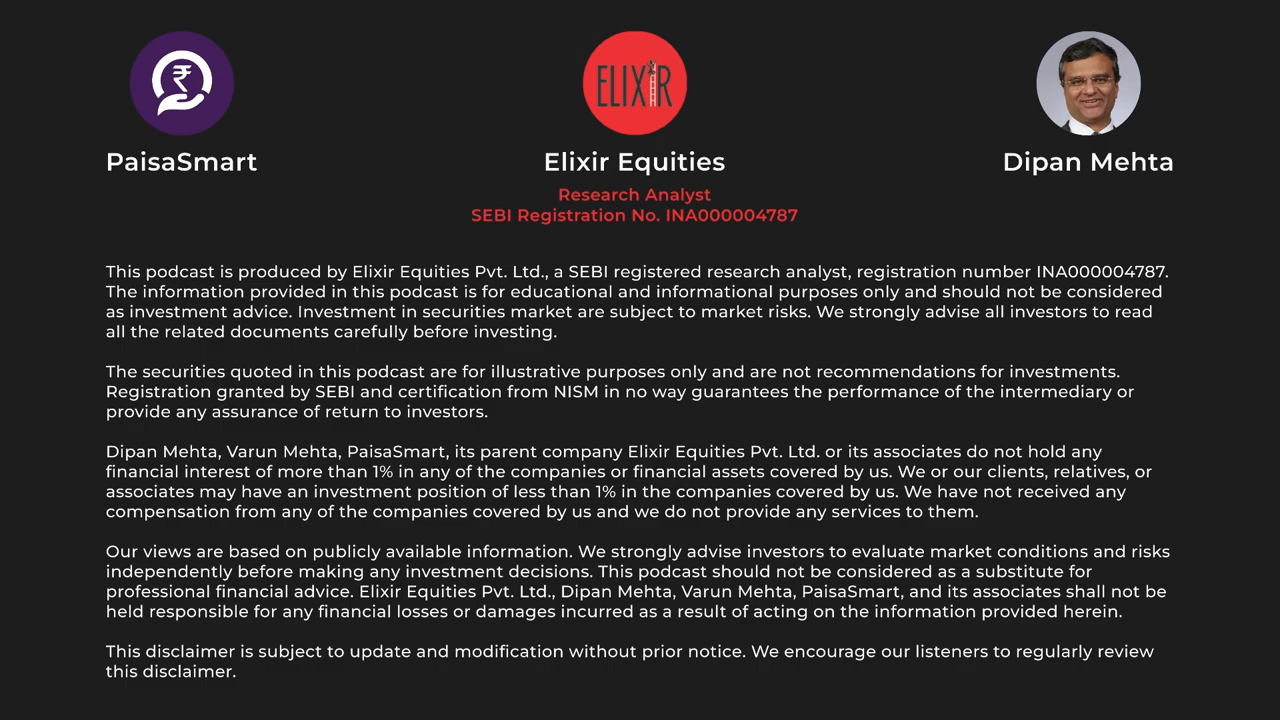 ELIXIR
PaisaSmart
Elixir Equities
Dipan Mehta
Research Analyst
SEBI Registration No. INA000004787
This podcast is produced by Elixir Equities Pvt. Ltd., a SEBI registered research analyst, registration number INA000004787.
The information provided in this podcast is for educational and informational purposes only and should not be considered
as investment advice. Investment in securities market are subject to market risks. We strongly advise all investors to read
all the related documents carefully before investing.
The securities quoted in this podcast are for illustrative purposes only and are not recommendations for investments.
Registration granted by SEBI and certification from NISM in no way guarantees the performance of the intermediary or
provide any assurance of return to investors.
Dipan Mehta, Varun Mehta, PaisaSmart, its parent company Elixir Equities Pvt. Ltd. or its associates do not hold any
financial interest of more than 1% in any of the companies or financial assets covered by us. We or our clients, relatives, or
associates may have an investment position of less than 1% in the companies covered by us. We have not received any
compensation from any of the companies covered by us and we do not provide any services to them.
Our views are based on publicly available information. We strongly advise investors to evaluate market conditions and risks
independently before making any investment decisions. This podcast should not be considered as a substitute for
professional financial advice. Elixir Equities Pvt. Ltd., Dipan Mehta, Varun Mehta, PaisaSmart, and its associates shall not be
held responsible for any financial losses or damages incurred as a result of acting on the information provided herein.
This disclaimer is subject to update and modification without prior notice. We encourage our listeners to regularly review
this disclaimer.